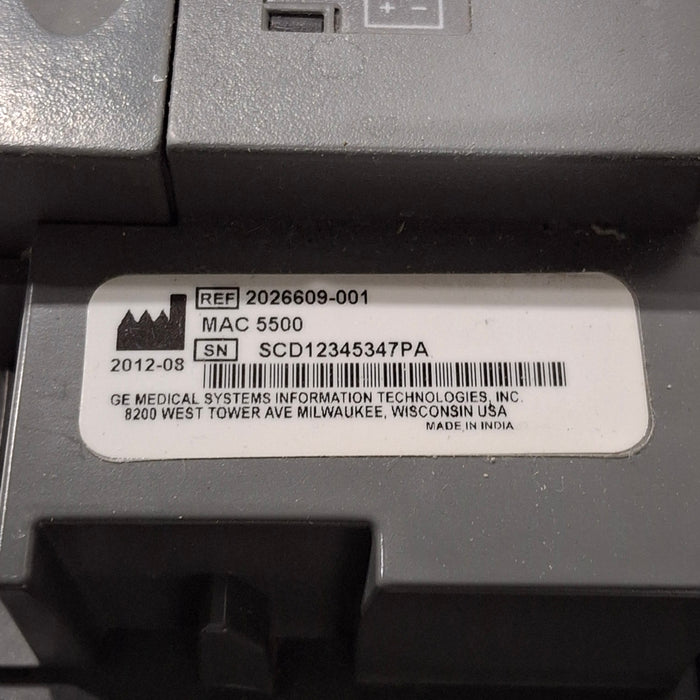 REF 2026609-001
MAC 5500
2012-08 SN SCD12345347PA
GE MEDICAL SYSTEMS INFORMATION TECHNOLOGIES, INC.
8200 WEST TOWER AVE MILWAUKEE, WISCONSIN USA
MADE IN INDIA